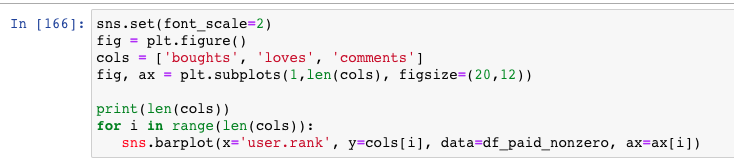 In [166]: sns.set(font_scale=2)
fig = plt.figure()
cols = ['boughts', 'loves', 'comments']
fig, ax = plt.subplots(1,len(cols), figsize=(20,12))
print(len(cols))
for i in range(len(cols)):
   sns.barplot(x='user.rank', y=cols[i], data=df_paid_nonzero, ax=ax[i])